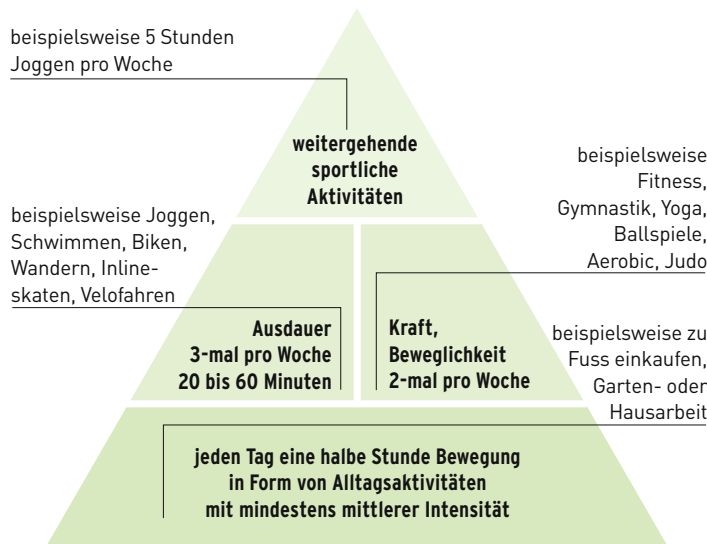 beispielsweise 5 Stunden
Joggen pro Woche
weitergehende
sportliche
Aktivitäten
beispielsweise
Fitness,
Gymnastik, Yoga,
Ballspiele,
Aerobic, Judo
beispielsweise Joggen,
Schwimmen, Biken,
Wandern, Inline-
skaten, Velofahren
Ausdauer
3-mal pro Woche
20 bis 60 Minuten
Kraft,
Beweglichkeit
2-mal pro Woche
beispielsweise zu
Fuss einkaufen,
Garten- oder
Hausarbeit
jeden Tag eine halbe Stunde Bewegung
in Form von Alltagsaktivitäten
mit mindestens mittlerer Intensität